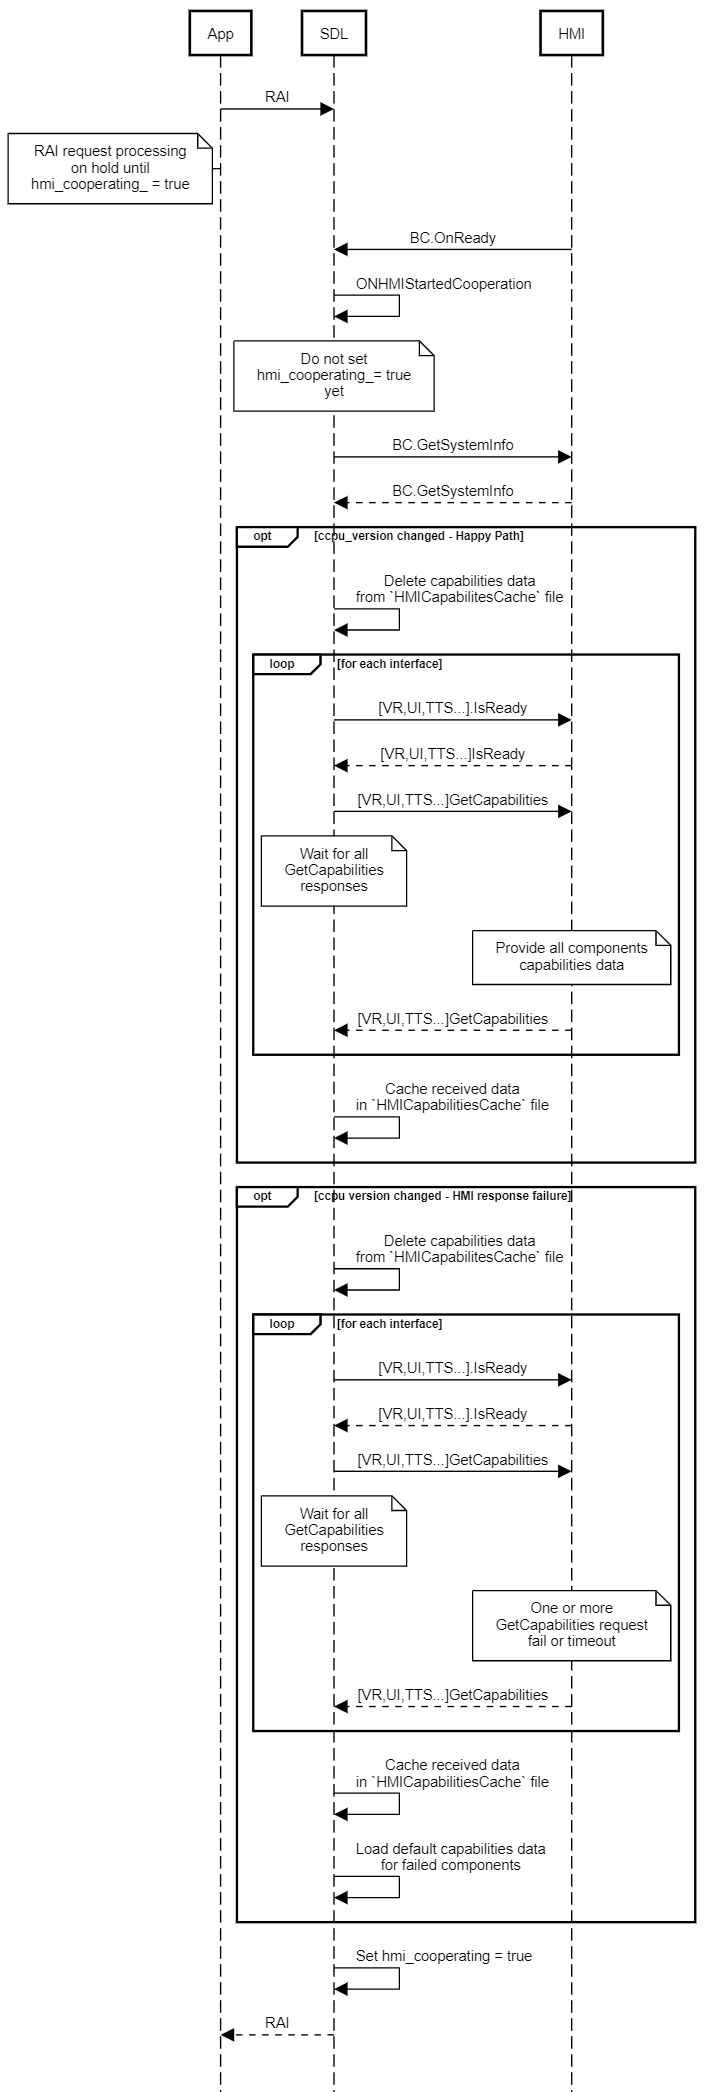 App
SDL
HMI
RAI
RAI request processing
on hold until
hmi_cooperating_ = true
BC.OnReady
ONHMIStartedCooperation
Do not set
hmi_cooperating_= true
yet
BC.GetSystemInfo
BC.GetSystemInfo
opt
[ccpu_version changed - Happy Path]
Delete capabilities data
from `HMICapabilitesCache` file
loop
[for each interface]
[VR,UI,TTS...].IsReady
[VR,UI,TTS...]IsReady
[VR,UI,TTS...]GetCapabilities
Wait for all
GetCapabilities
responses
Provide all components
capabilities data
[VR,UI,TTS...]GetCapabilities
Cache received data
in `HMICapabilitiesCache` file
opt
[ccpu version changed - HMI response failure]
Delete capabilities data
from `HMICapabilitesCache` file
loop
[for each interface]
[VR,UI,TTS...].IsReady
[VR,UI,TTS...].IsReady
[VR,UI,TTS...]GetCapabilities
Wait for all
GetCapabilities
responses
One or more
GetCapabilities request
fail or timeout
[VR,UI,TTS...]GetCapabilities
Cache received data
in `HMICapabilitiesCache` file
Load default capabilities data
for failed components
Set hmi_cooperating = true
RAI